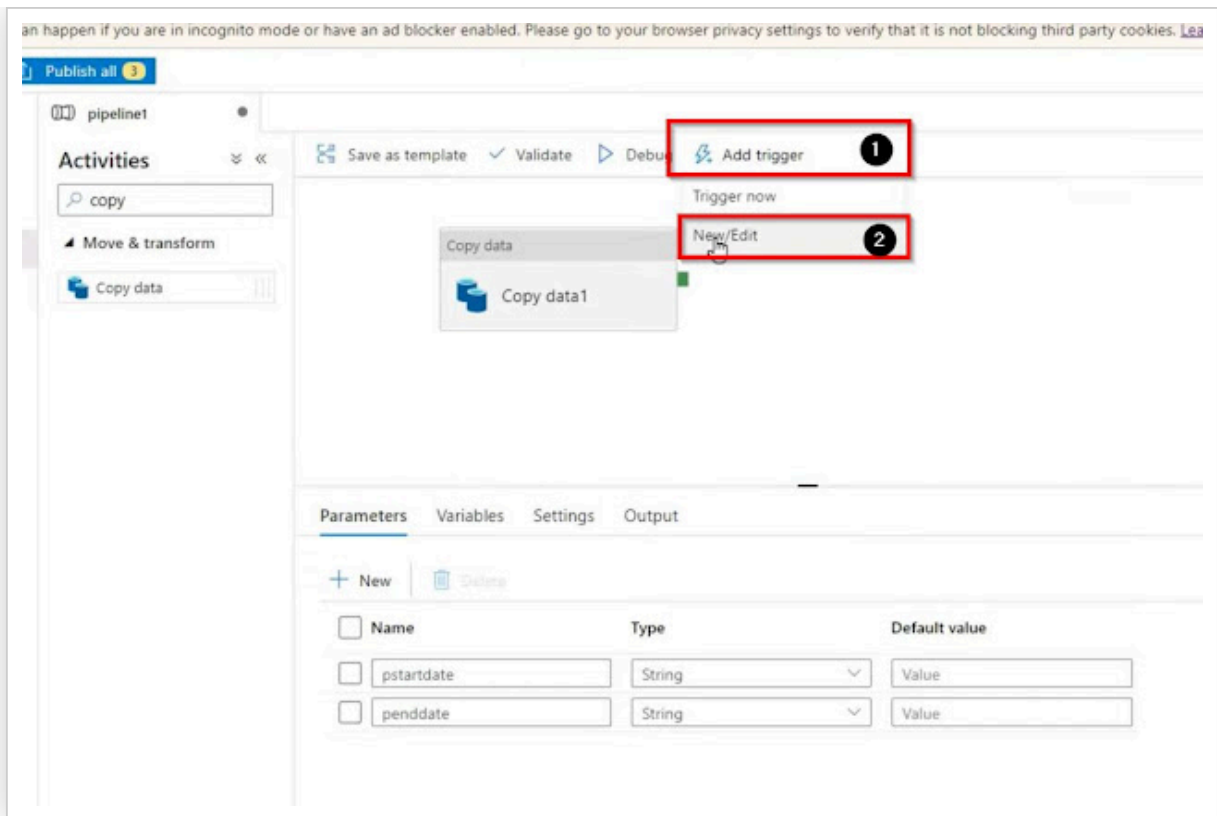 an happen if you are in incognito mode or have an ad blocker enabled. Please go to your browser privacy settings to verify that it is not blocking third party cookies. Lea
Publish all 3
pipeline1
Activities
Save as template Validate Debug Add trigger 1
copy
Trigger now
Move & transform
New/Edit 2
Copy data
Copy data
Copy data1
Parameters Variables Settings Output
New Delete
Name Type Default value
pstartdate String Value
penddate String Value